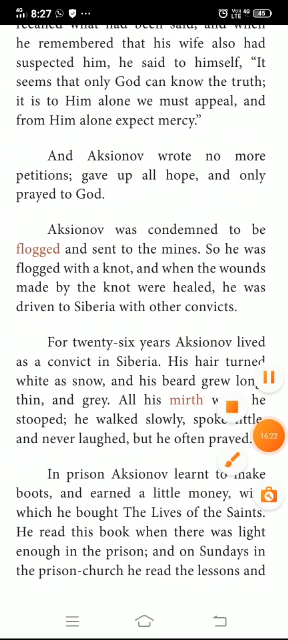 8:27
4G 45
recalled what had been said, and when
he remembered that his wife also had
suspected him, he said to himself, “It
seems that only God can know the truth;
it is to Him alone we must appeal, and
from Him alone expect mercy.”
And Aksionov wrote no more
petitions; gave up all hope, and only
prayed to God.
Aksionov was condemned to be
flogged and sent to the mines. So he was
flogged with a knot, and when the wounds
made by the knot were healed, he was
driven to Siberia with other convicts.
For twenty-six years Aksionov lived
as a convict in Siberia. His hair turned
white as snow, and his beard grew long,
thin, and grey. All his mirth he
stooped; he walked slowly, spoke little
and never laughed, but he often prayed.
16:22
In prison Aksionov learnt to make
boots, and earned a little money, wi
which he bought The Lives of the Saints.
He read this book when there was light
enough in the prison; and on Sundays in
the prison-church he read the lessons and